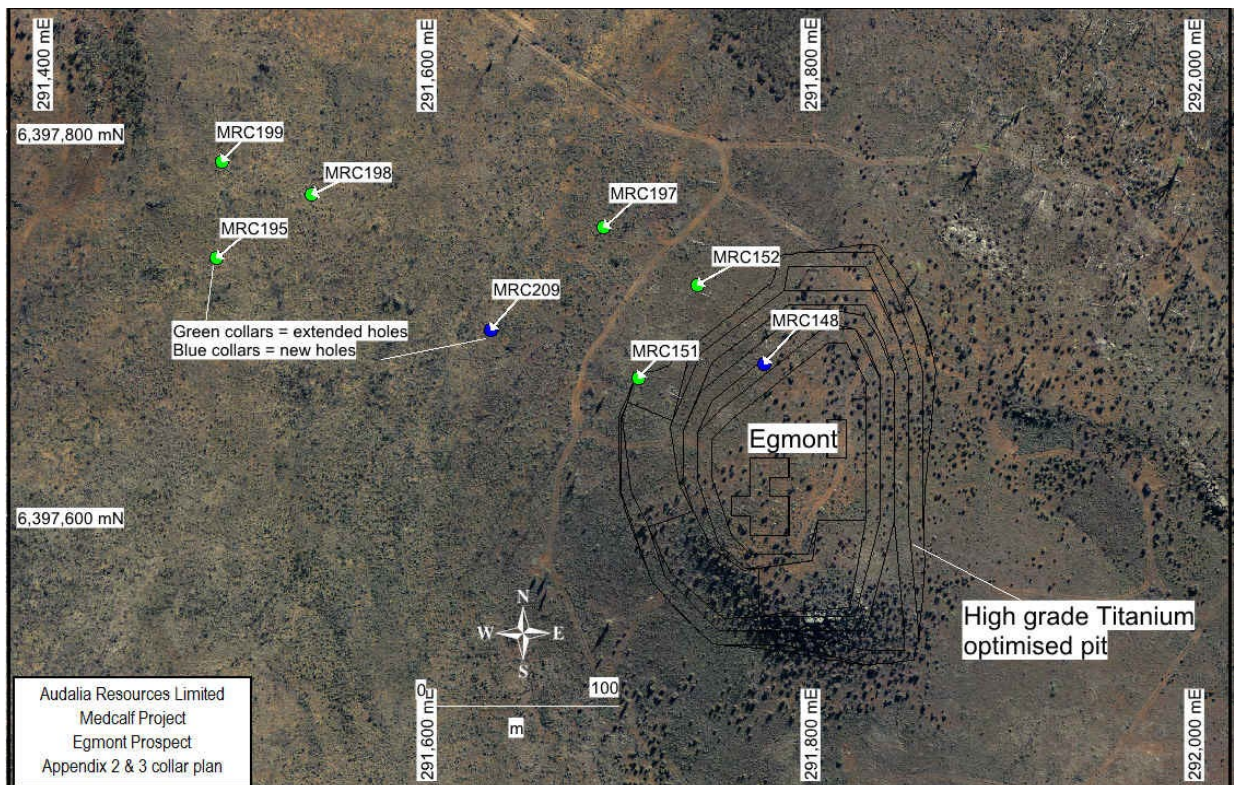 291,400 mE
291,600 mE
291,800 mE
292,000 mE
6,397,800 mN
MRC199
MRC198
MRC197
MRC195
MRC152
MRC209
MRC148
Green collars = extended holes
Blue collars = new holes
MRC151
Egmont
6,397,600 mN
High grade Titanium
optimised pit
N
W E
S
0 100
m
Audalia Resources Limited
Medcalf Project
Egmont Prospect
Appendix 2 & 3 collar plan
291,600 mE
291,800 mE
292,000 mE